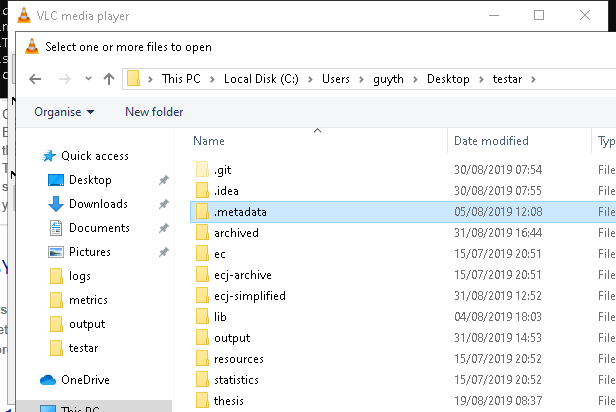 VLC media player
Select one or more files to open
This PC > Local Disk (C:) > Users > guyth > Desktop > testar >
Organise New folder
Name Date modified Typ
Quick access
Desktop
Downloads
Documents
Pictures
logs
metrics
output
testar
OneDrive
This PC
.git 30/08/2019 07:54 File
.idea 30/08/2019 07:55 File
.metadata 05/08/2019 12:08 File
archived 31/08/2019 16:44 File
ec 15/07/2019 20:51 File
ecj-archive 15/07/2019 20:51 File
ecj-simplified 31/08/2019 12:52 File
lib 04/08/2019 18:03 File
output 31/08/2019 14:53 File
resources 15/07/2019 20:52 File
statistics 15/07/2019 20:52 File
thesis 19/08/2019 08:37 File